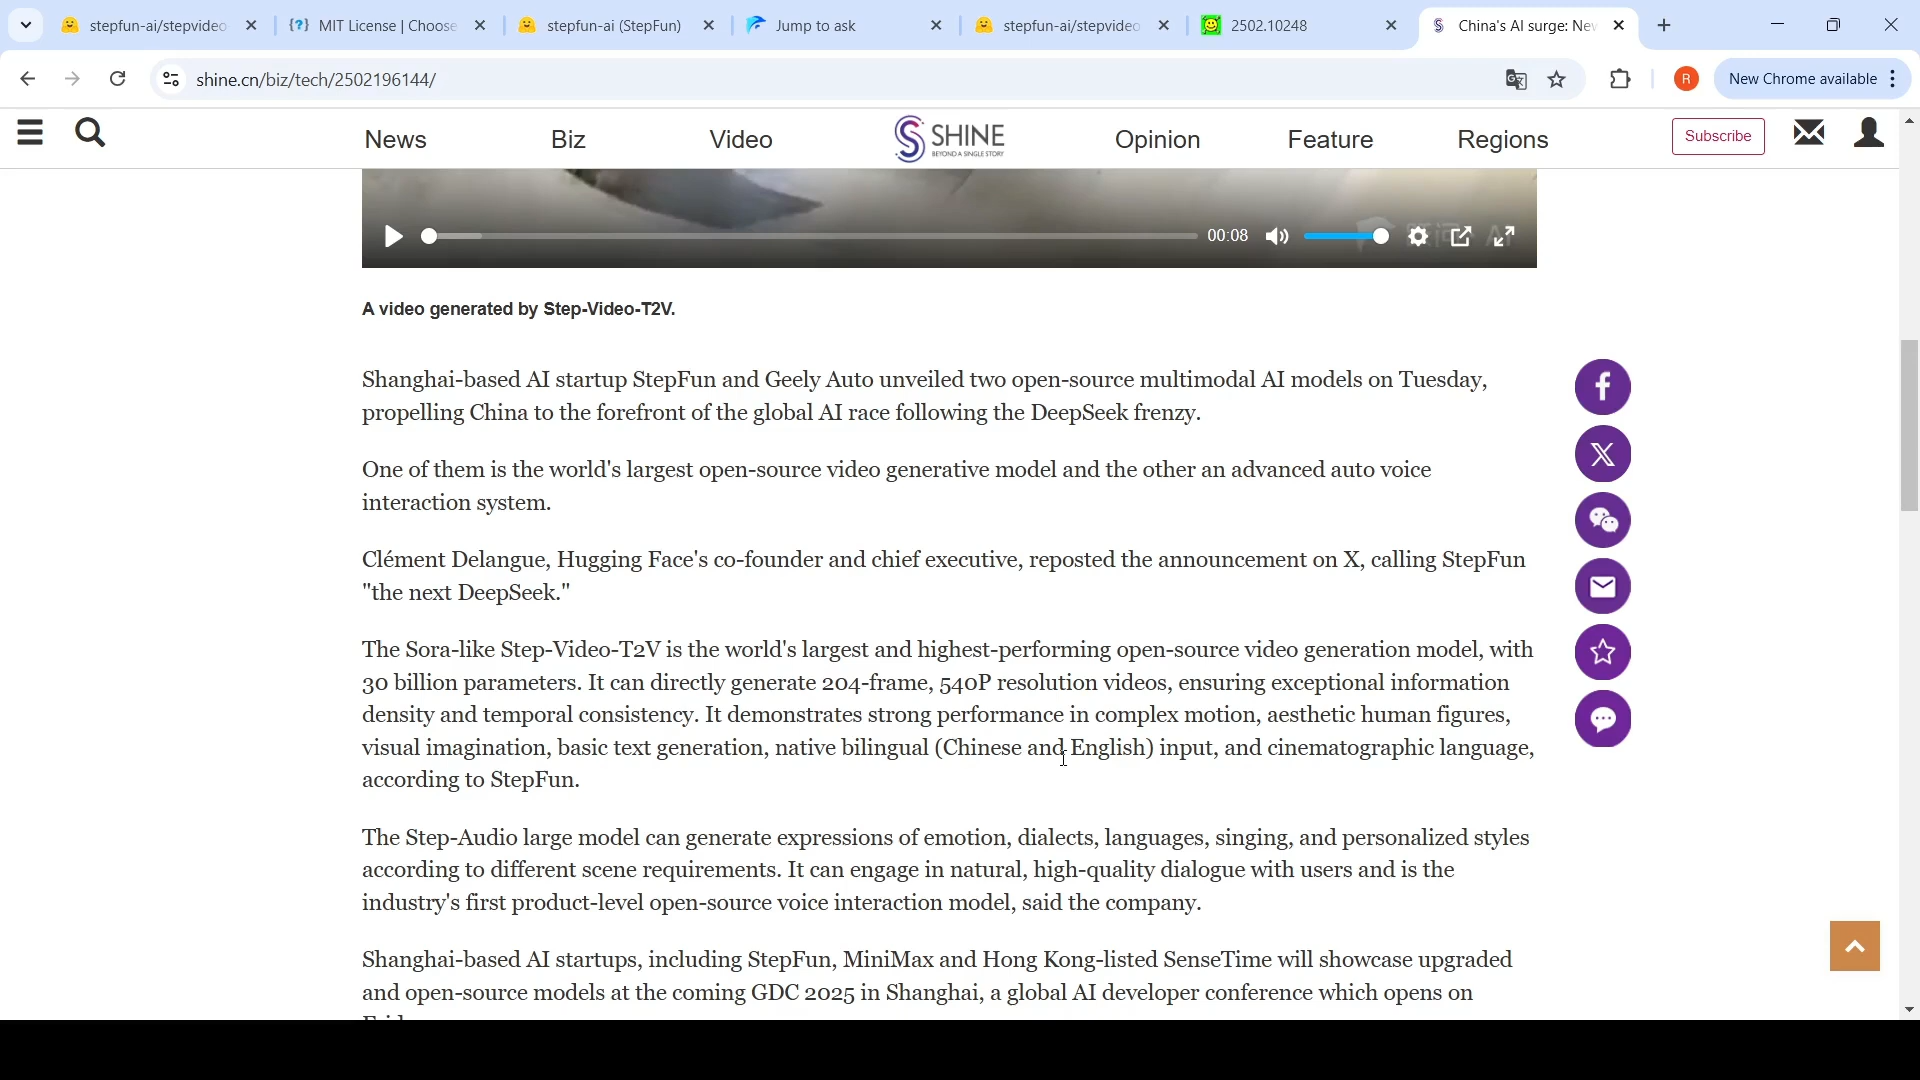 stepfun-ai/stepvideo
MIT License | Choose
stepfun-ai (StepFun)
Jump to ask
stepfun-ai/stepvideo
2502.10248
China's AI surge: Nev
shine.cn/biz/tech/2502196144/
R
New Chrome available
News
Biz
Video
SHINE
BEYOND A SINGLE STORY
Opinion
Feature
Regions
Subscribe
00:08
A video generated by Step-Video-T2V.
Shanghai-based AI startup StepFun and Geely Auto unveiled two open-source multimodal AI models on Tuesday,
propelling China to the forefront of the global AI race following the DeepSeek frenzy.
One of them is the world's largest open-source video generative model and the other an advanced auto voice
interaction system.
Clément Delangue, Hugging Face's co-founder and chief executive, reposted the announcement on X, calling StepFun
"the next DeepSeek."
The Sora-like Step-Video-T2V is the world's largest and highest-performing open-source video generation model, with
30 billion parameters. It can directly generate 204-frame, 540P resolution videos, ensuring exceptional information
density and temporal consistency. It demonstrates strong performance in complex motion, aesthetic human figures,
visual imagination, basic text generation, native bilingual (Chinese and English) input, and cinematographic language,
according to StepFun.
The Step-Audio large model can generate expressions of emotion, dialects, languages, singing, and personalized styles
according to different scene requirements. It can engage in natural, high-quality dialogue with users and is the
industry's first product-level open-source voice interaction model, said the company.
Shanghai-based AI startups, including StepFun, MiniMax and Hong Kong-listed SenseTime will showcase upgraded
and open-source models at the coming GDC 2025 in Shanghai, a global AI developer conference which opens on